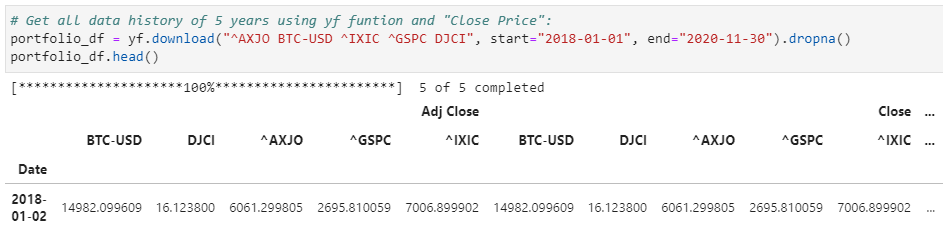 # Get all data history of 5 years using yf funtion and "Close Price":
portfolio_df = yf.download("^AXJO BTC-USD ^IXIC ^GSPC DJCI", start="2018-01-01", end="2020-11-30").dropna()
portfolio_df.head()
[*********************100%***********************]  5 of 5 completed
Adj Close Close ...
BTC-USD DJCI ^AXJO ^GSPC ^IXIC BTC-USD DJCI ^AXJO ^GSPC ^IXIC ...
Date
2018-
01-02 14982.099609 16.123800 6061.299805 2695.810059 7006.899902 14982.099609 16.123800 6061.299805 2695.810059 7006.899902 ...